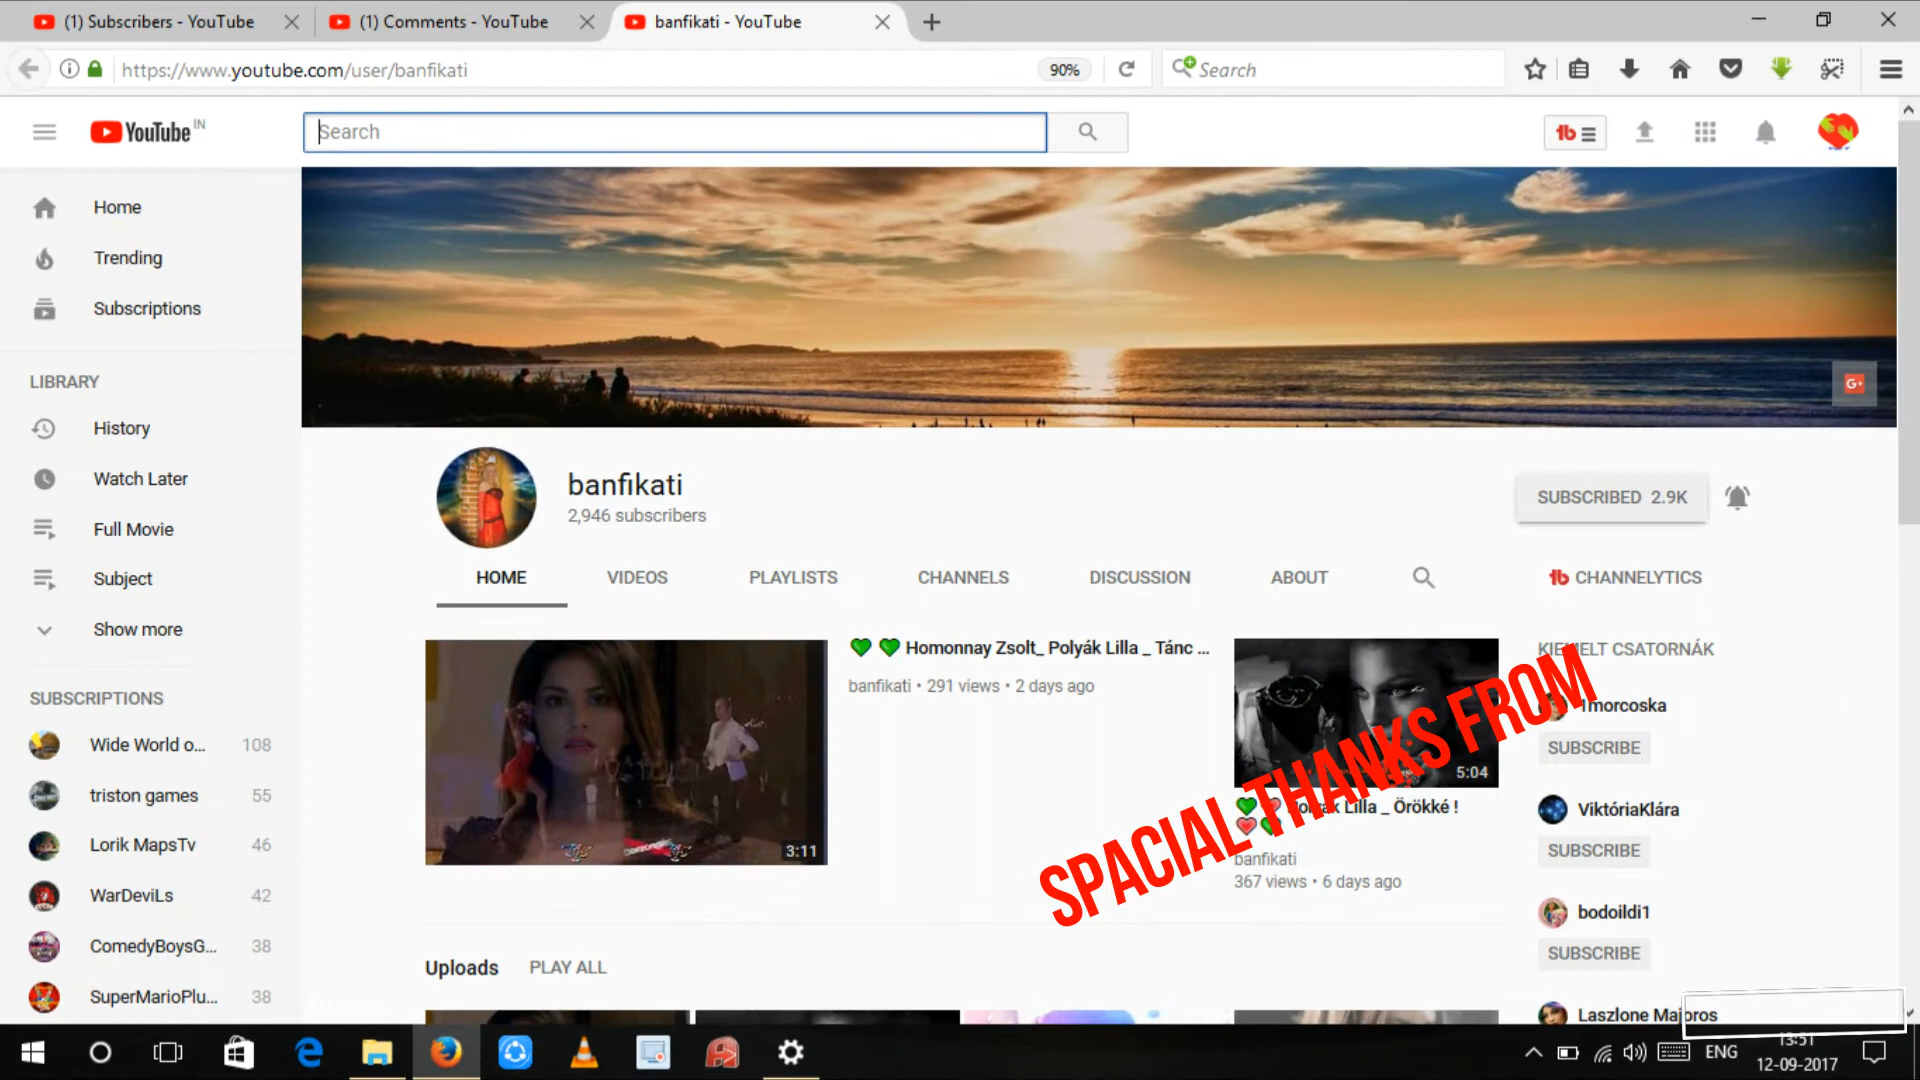 (1) Subscribers - YouTube
(1) Comments - YouTube
banfikati - YouTube
https://www.youtube.com/user/banfikati
90%
Search
YouTube IN
Search
Home
Trending
Subscriptions
LIBRARY
History
Watch Later
Full Movie
Subject
Show more
SUBSCRIPTIONS
Wide World o... 108
triston games 55
Lorik MapsTv 46
WarDeviLs 42
ComedyBoysG... 38
SuperMarioPlu... 38
G+
banfikati
2,946 subscribers
SUBSCRIBED 2.9K
HOME
VIDEOS
PLAYLISTS
CHANNELS
DISCUSSION
ABOUT
CHANNELYTICS
3:11
Homonnay Zsolt_ Polyák Lilla _ Tánc ...
banfikati • 291 views • 2 days ago
5:04
Polyák Lilla _ Örökké !
banfikati
367 views • 6 days ago
SPACIAL THANKS FROM
KIEMELT CSATORNÁK
Tmorcoska
SUBSCRIBE
ViktóriaKlára
SUBSCRIBE
bodoildi1
SUBSCRIBE
Laszlone Majoros
Uploads PLAY ALL
ENG
13:51
12-09-2017